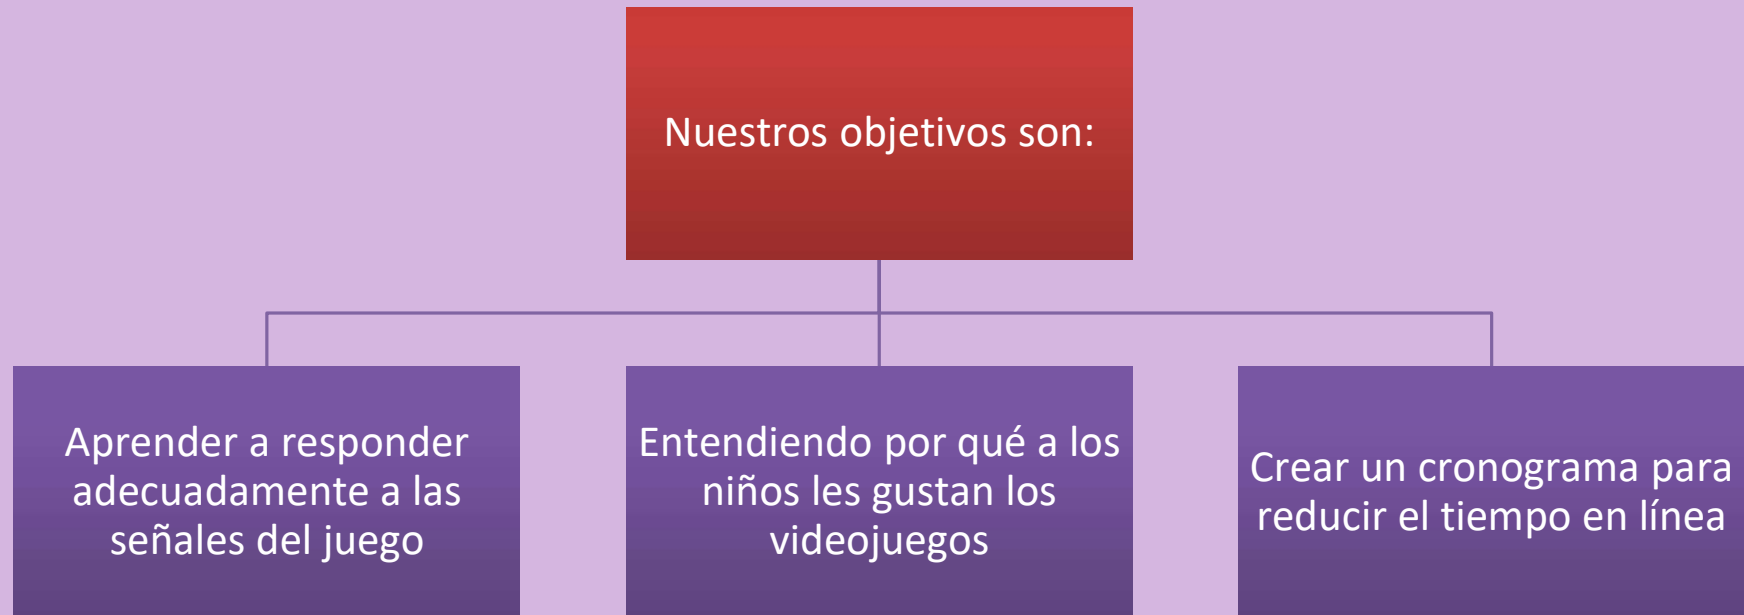 Nuestros objetivos son:
Aprender a responder
adecuadamente a las
señales del juego
Entendiendo por qué a los
niños les gustan los
videojuegos
Crear un cronograma para
reducir el tiempo en línea